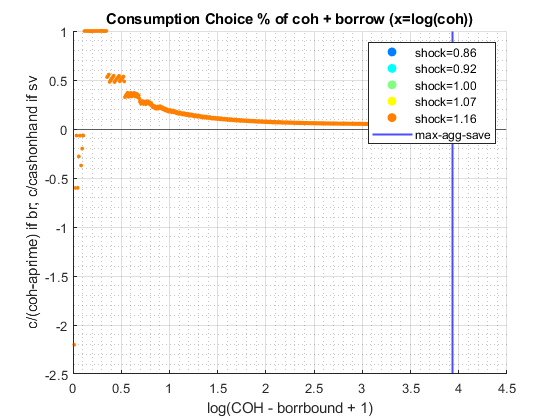 Consumption Choice % of coh + borrow (x=log(coh))
c/(coh-aprime) if br; c/cashonhand if sv
1
0.5
0
-0.5
-1
-1.5
-2
-2.5
shock=0.86
shock=0.92
shock=1.00
shock=1.07
shock=1.16
max-agg-save
0 0.5 1 1.5 2 2.5 3 3.5 4 4.5
log(COH - borrbound + 1)